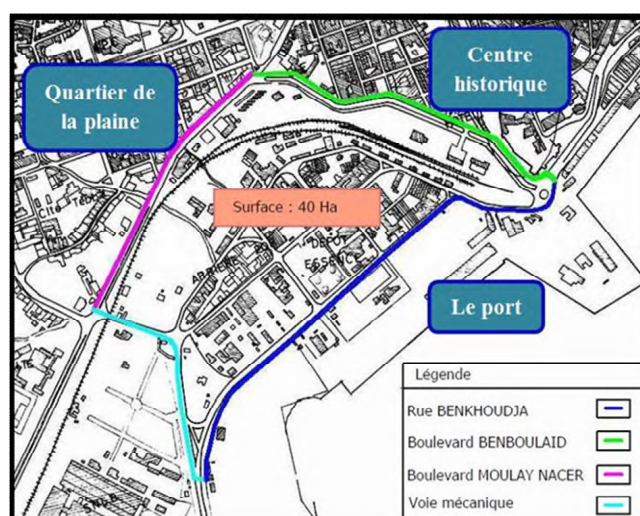 Quartier de
la plaine
Centre
historique
Surface : 40 Ha
DEPOT
ESSENCE
Le port
Légende
Rue BENKHOUDJA
Boulevard BENBOULAID
Boulevard MOULAY NACER
Voie mécanique